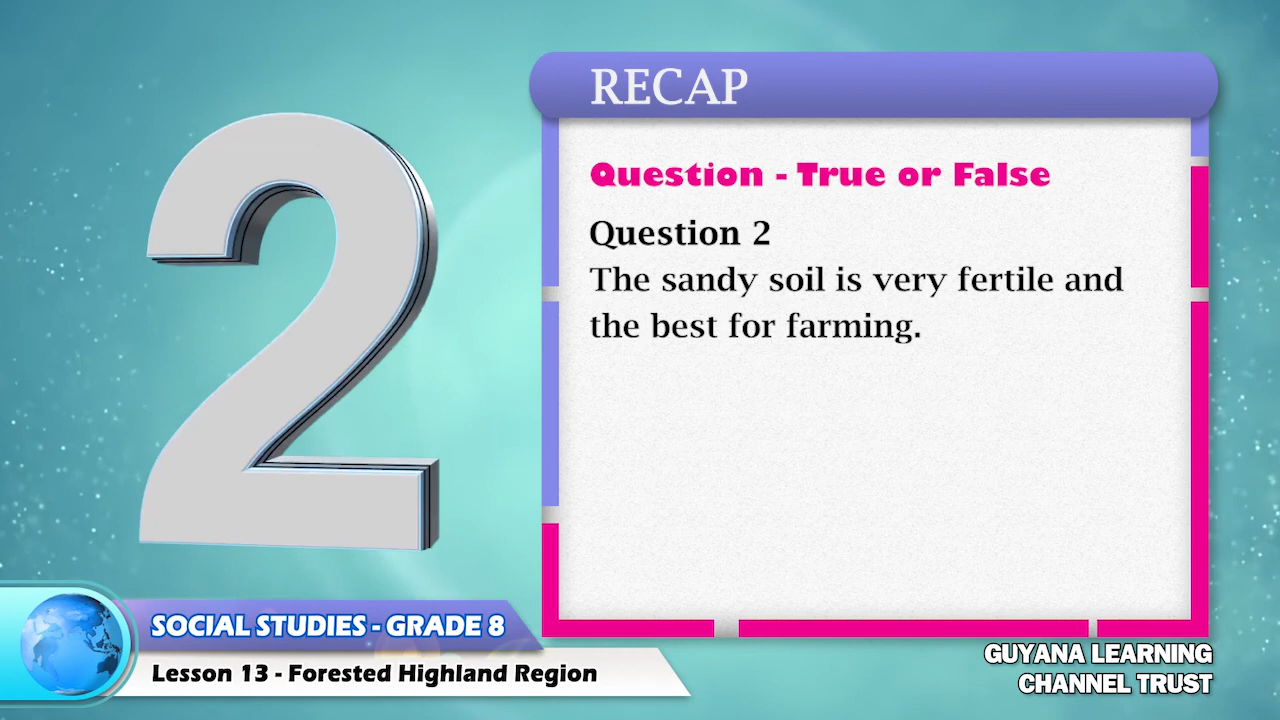 2
RECAP
Question - True or False
Question 2
The sandy soil is very fertile and
the best for farming.
SOCIAL STUDIES - GRADE 8
Lesson 13 - Forested Highland Region
GUYANA LEARNING
CHANNEL TRUST